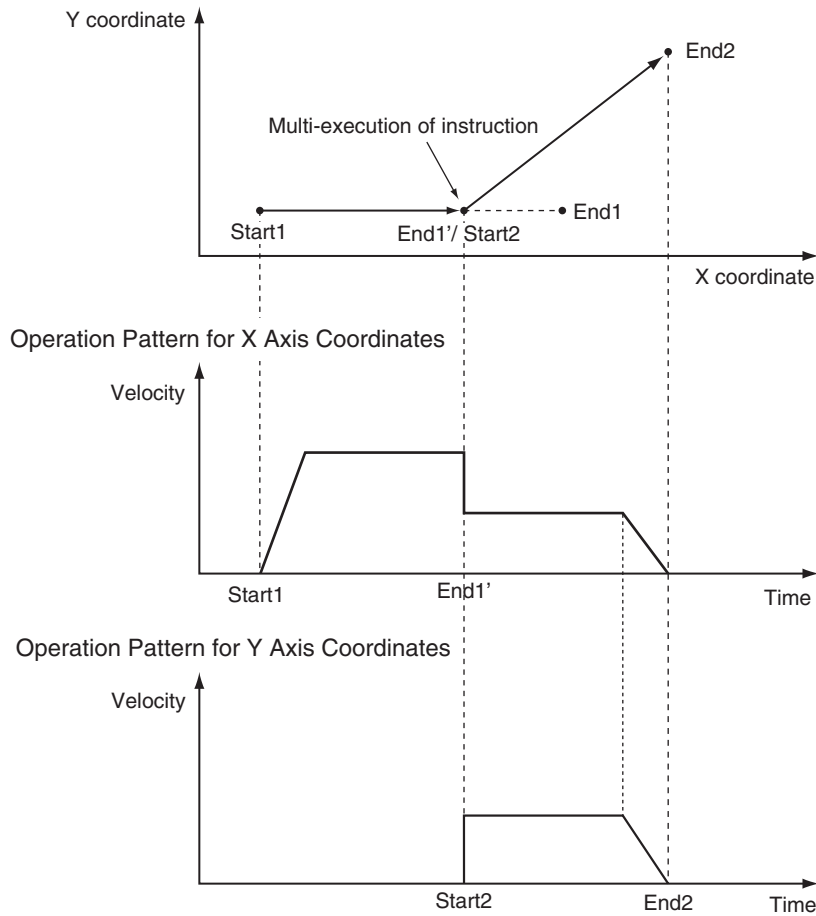 Y coordinate
End2
Multi-execution of instruction
Start1
End1'/ Start2
End1
X coordinate
Operation Pattern for X Axis Coordinates
Velocity
Start1
End1'
Time
Operation Pattern for Y Axis Coordinates
Velocity
Start2
End2
Time